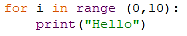 for i in range (0,10):
    print("Hello")